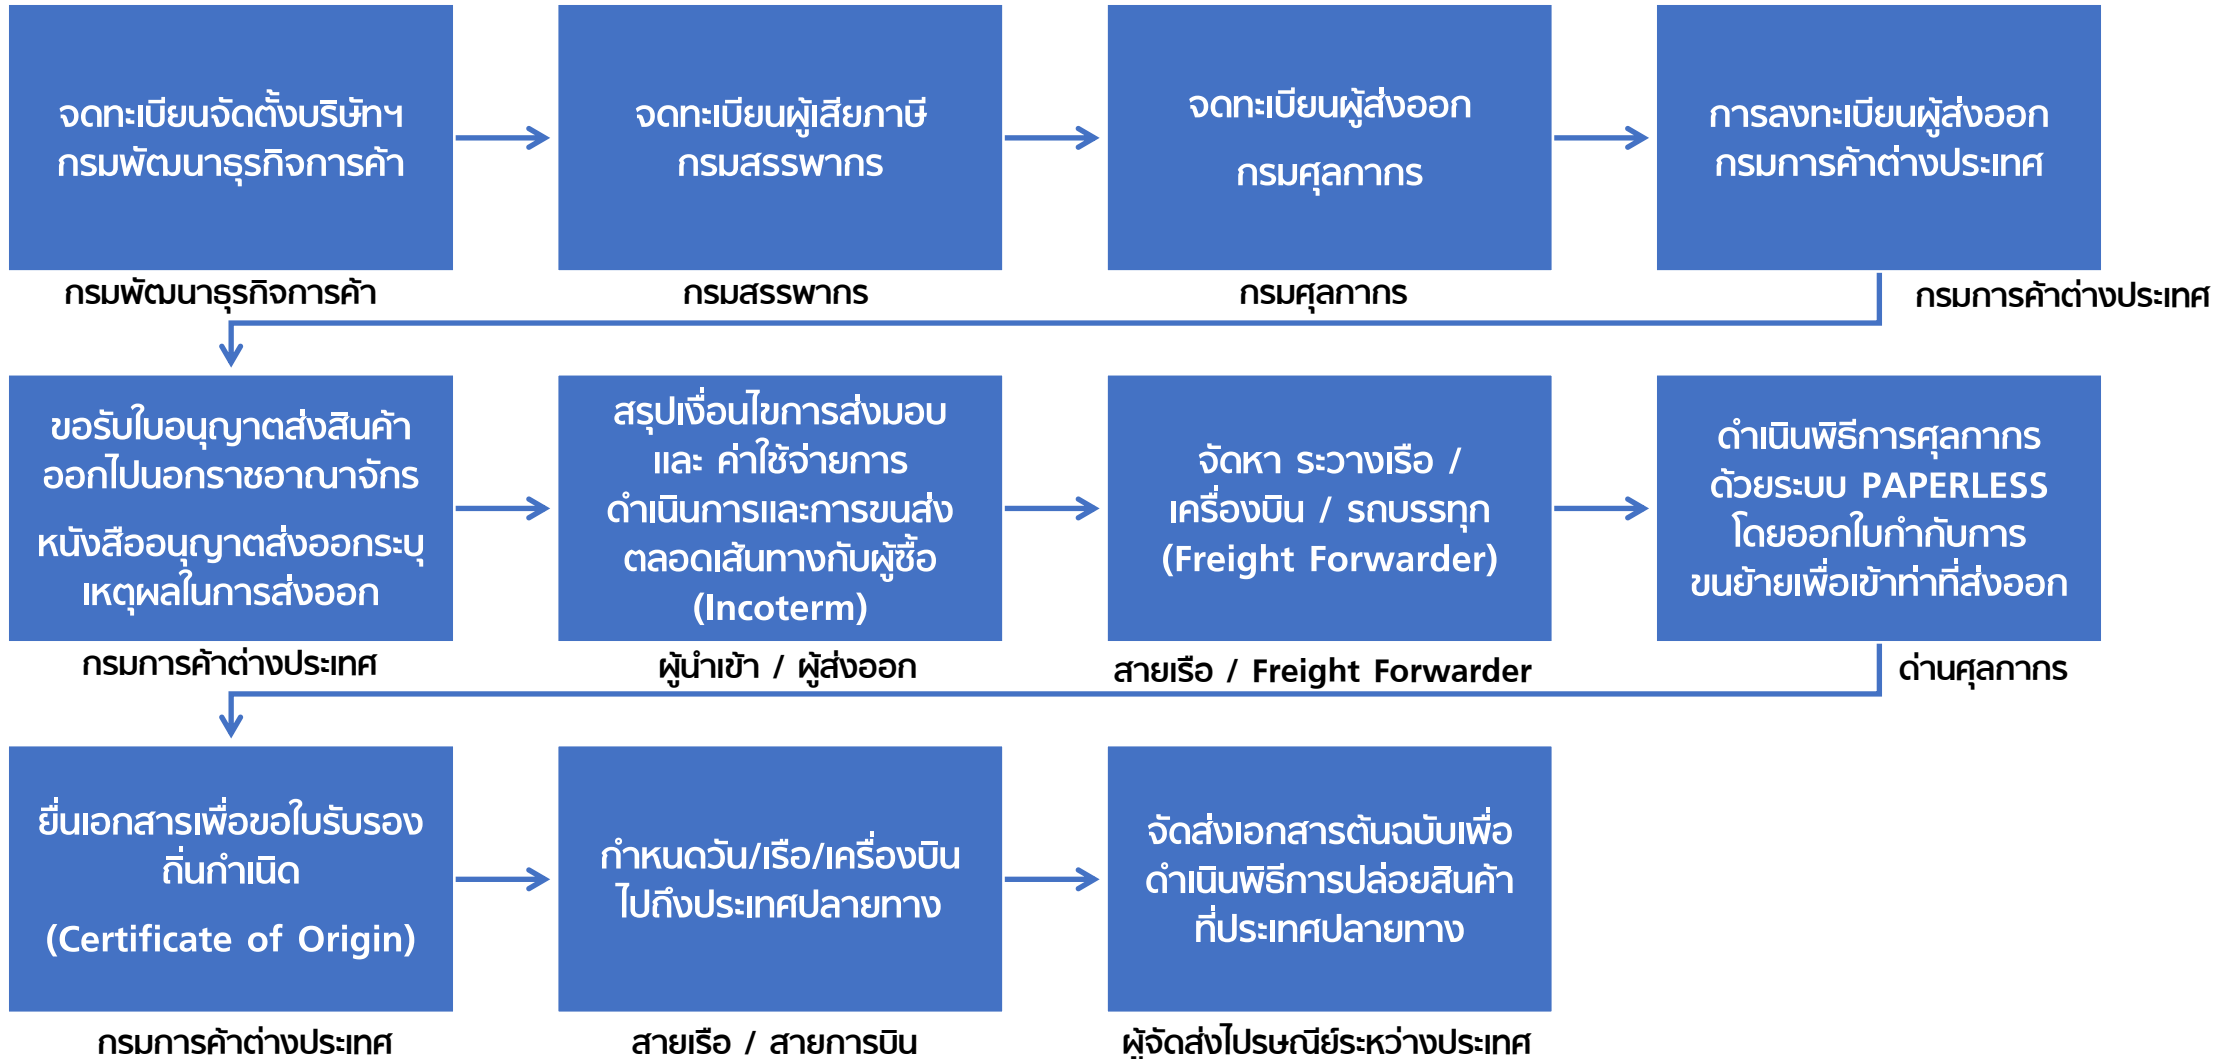 จดทะเบียนจัดตั้งบริษัทฯ
กรมพัฒนาธุรกิจการค้า
กรมพัฒนาธุรกิจการค้า
จดทะเบียนผู้เสียภาษี
กรมสรรพากร
กรมสรรพากร
จดทะเบียนผู้ส่งออก
กรมศุลกากร
กรมศุลกากร
การลงทะเบียนผู้ส่งออก
กรมการค้าต่างประเทศ
กรมการค้าต่างประเทศ
ขอรับใบอนุญาตส่งสินค้า
ออกไปนอกราชอาณาจักร
หนังสืออนุญาตส่งออกระบุ
เหตุผลในการส่งออก
กรมการค้าต่างประเทศ
สรุปเงื่อนไขการส่งมอบ
และ ค่าใช้จ่ายการ
ดำเนินการและการขนส่ง
ตลอดเส้นทางกับผู้ซื้อ
(Incoterm)
ผู้นำเข้า / ผู้ส่งออก
จัดหา ระวางเรือ /
เครื่องบิน / รถบรรทุก
(Freight Forwarder)
สายเรือ / Freight Forwarder
ดำเนินพิธีการศุลกากร
ด้วยระบบ PAPERLESS
โดยออกใบกำกับการ
ขนย้ายเพื่อเข้าท่าที่ส่งออก
ด่านศุลกากร
ยื่นเอกสารเพื่อขอใบรับรอง
ถิ่นกำเนิด
(Certificate of Origin)
กรมการค้าต่างประเทศ
กำหนดวัน/เรือ/เครื่องบิน
ไปถึงประเทศปลายทาง
สายเรือ / สายการบิน
จัดส่งเอกสารต้นฉบับเพื่อ
ดำเนินพิธีการปล่อยสินค้า
ที่ประเทศปลายทาง
ผู้จัดส่งไปรษณีย์ระหว่างประเทศ